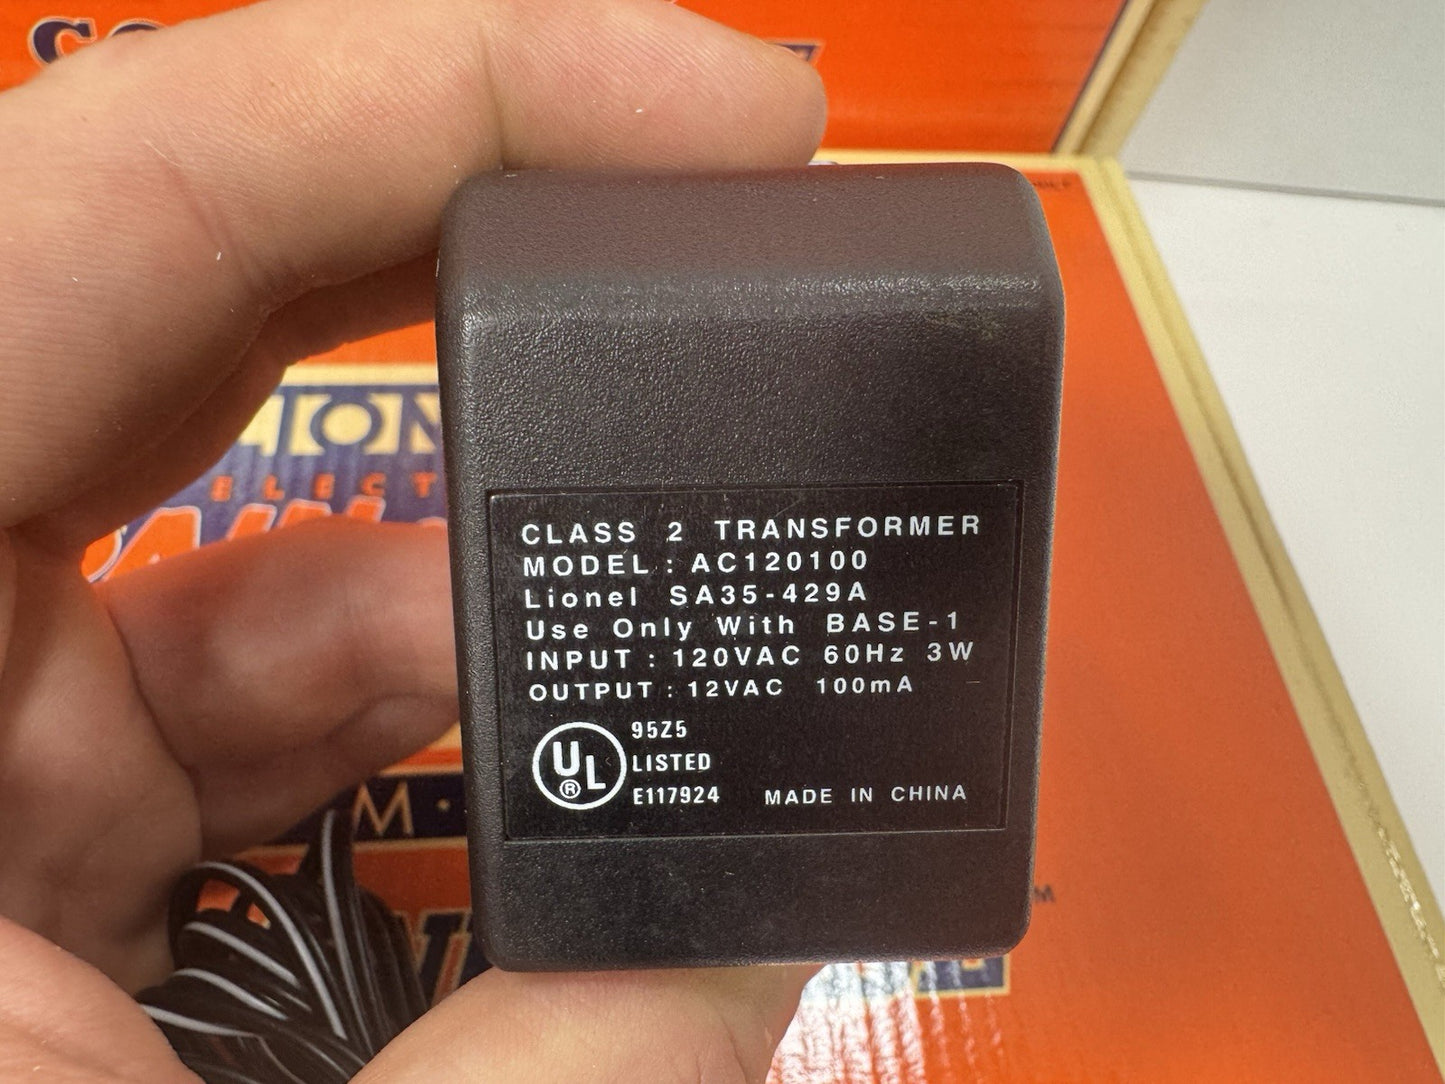 CLASS 2 TRANSFORMER
MODEL : AC120100
Lionel SA35-429A
Use Only With BASE-1
INPUT : 120VAC 60Hz 3W
OUTPUT : 12VAC 100mA
95Z5
UL ® LISTED
E117924 MADE IN CHINA